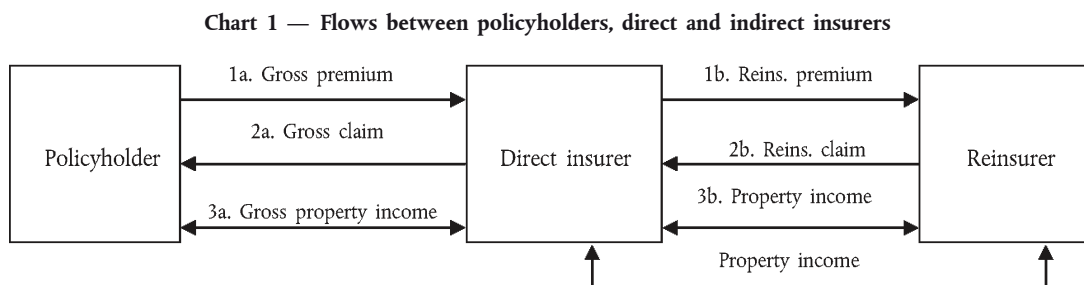 Chart 1 — Flows between policyholders, direct and indirect insurers
1a. Gross premium
1b. Reins. premium
2a. Gross claim
2b. Reins. claim
Policyholder
Direct insurer
Reinsurer
3a. Gross property income
3b. Property income
Property income